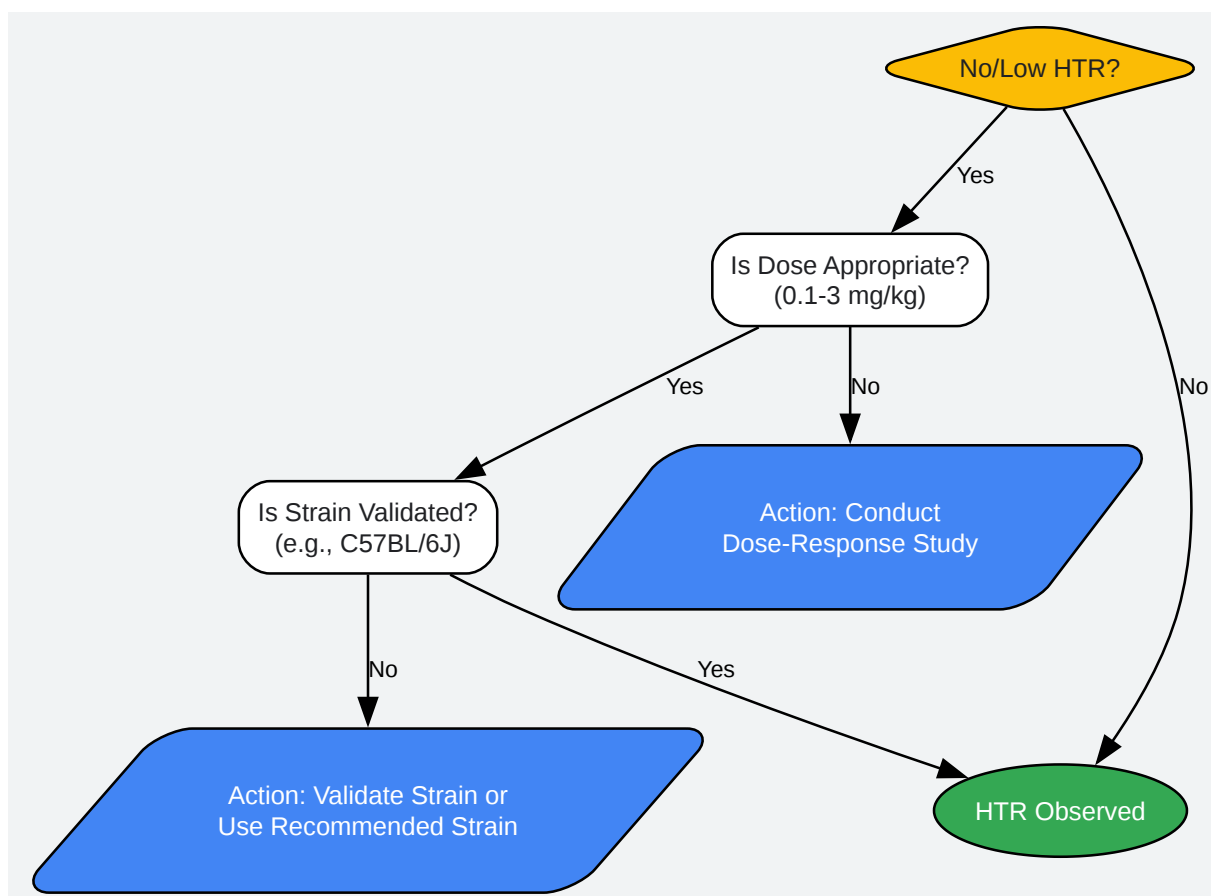 No/Low HTR?
Yes
Is Dose Appropriate?
(0.1-3 mg/kg)
Yes
No
No
Is Strain Validated?
(e.g., C57BL/6J)
Action: Conduct
Dose-Response Study
No
Yes
Action: Validate Strain or
Use Recommended Strain
HTR Observed